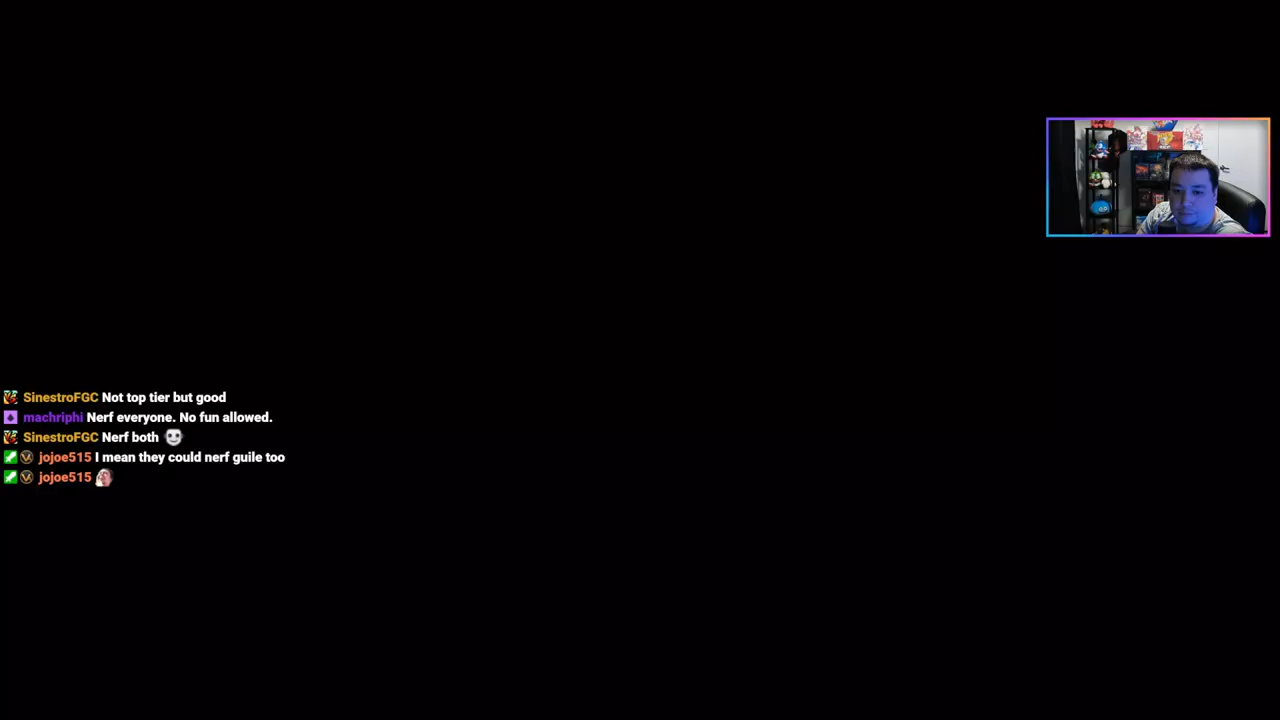 SinestroFGC Not top tier but good
machriphi Nerf everyone. No fun allowed.
SinestroFGC Nerf both
jojoe515 I mean they could nerf guile too
jojoe515